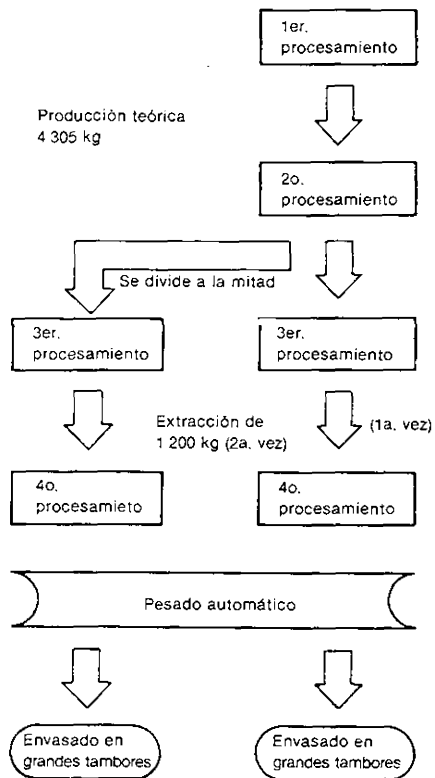 1er.
procesamiento
Producción teórica
4 305 kg
2o.
procesamiento
Se divide a la mitad
3er.
procesamiento
3er.
procesamiento
Extracción de
1 200 kg (2a. vez)
(1a. vez)
4o.
procesamieto
4o.
procesamiento
Pesado automático
Envasado en
grandes tambores
Envasado en
grandes tambores